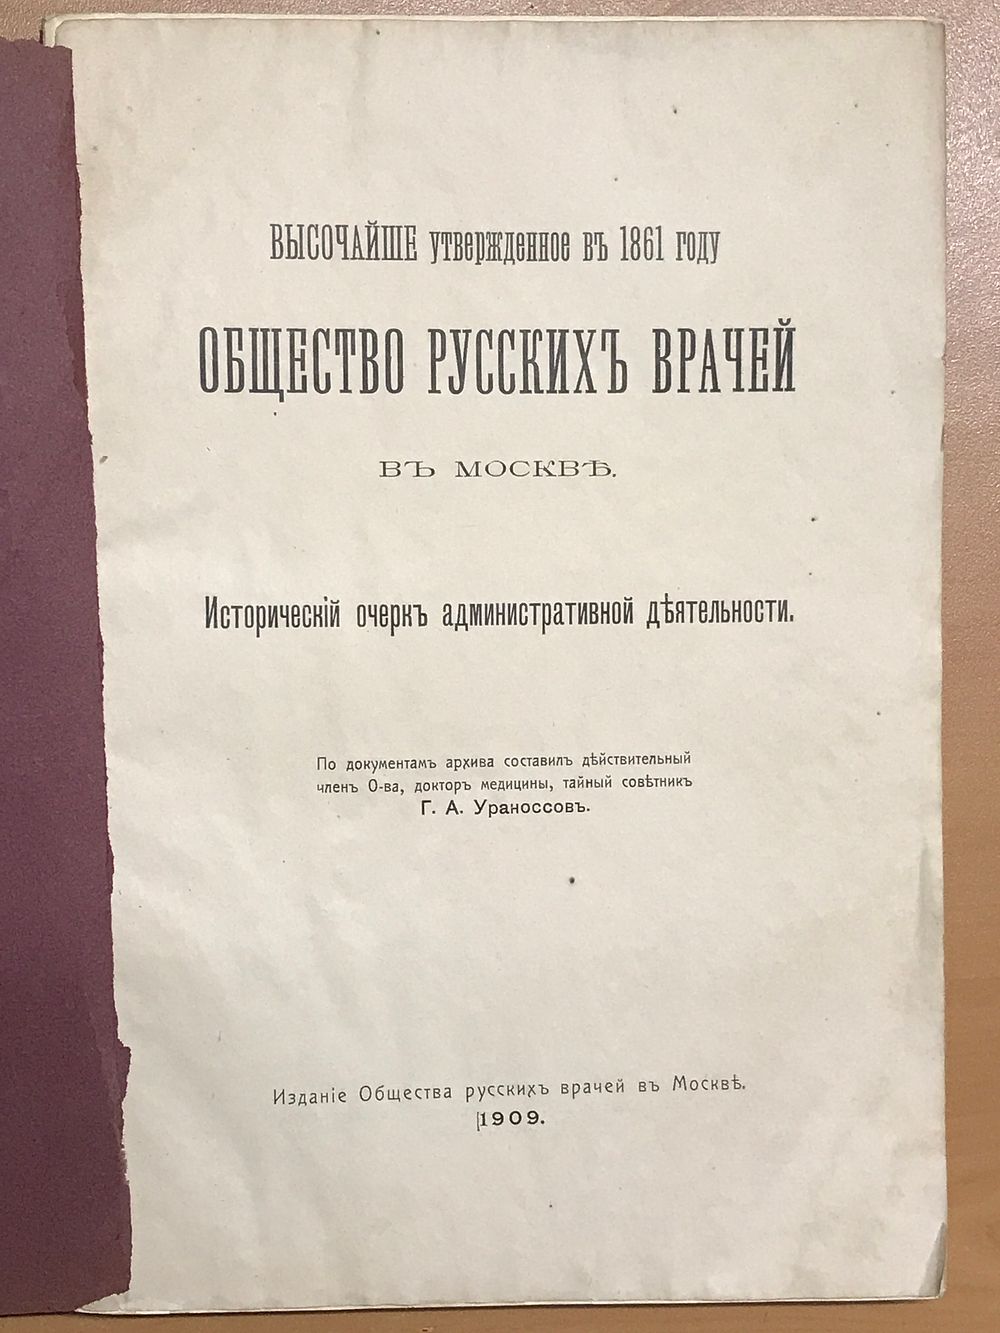 ВЫСОЧАЙШЕ утвержденное въ 1861 году
ОБЩЕСТВО РУССКИХЪ ВРАЧЕЙ
ВЪ МОСКВѢ.
Историческій очеркъ административной дѣятельности.
По документамъ архива составилъ дѣйствительный
членъ О-ва, докторъ медицины, тайный совѣтникъ
Г. А. Ураноссовъ.
Изданіе Общества русскихъ врачей въ Москвѣ.
1909.